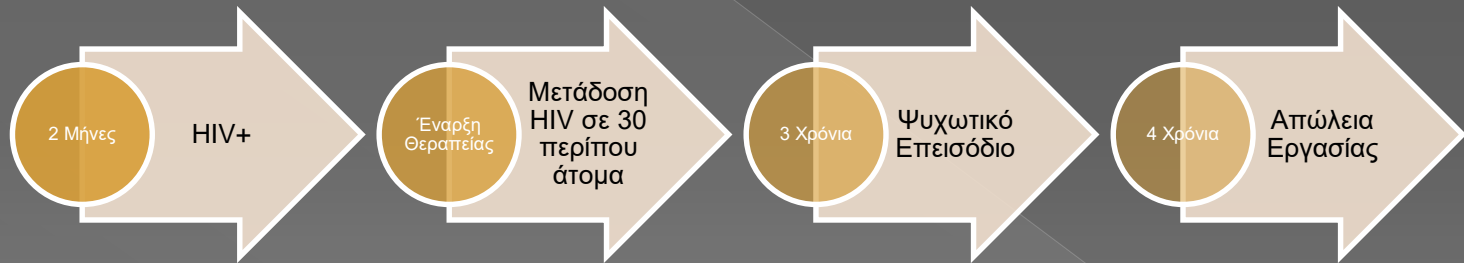 2 Μήνες
HIV+
Έναρξη
Θεραπείας
Μετάδοση
HIV σε 30
περίπου
άτομα
3 Χρόνια
Ψυχωτικό
Επεισόδιο
4 Χρόνια
Απώλεια
Εργασίας